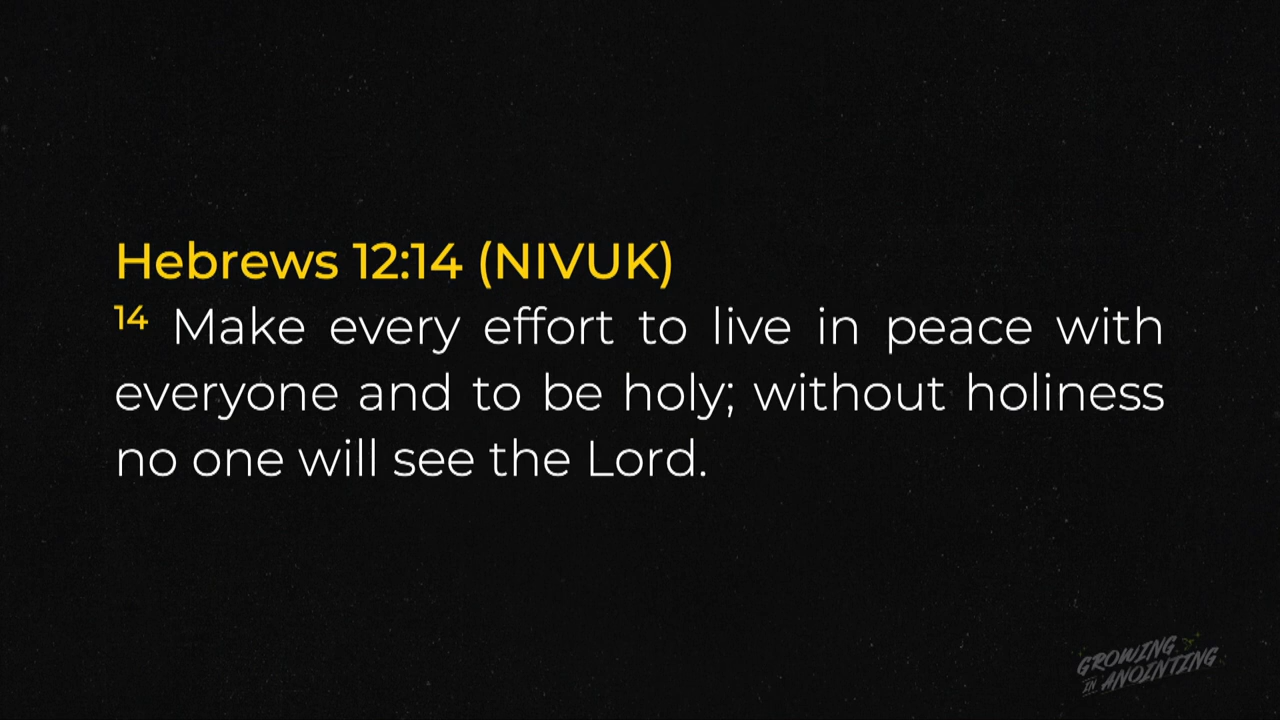 Hebrews 12:14 (NIVUK)
14 Make every effort to live in peace with
everyone and to be holy; without holiness
no one will see the Lord.
GROWING
IN ANOINTING